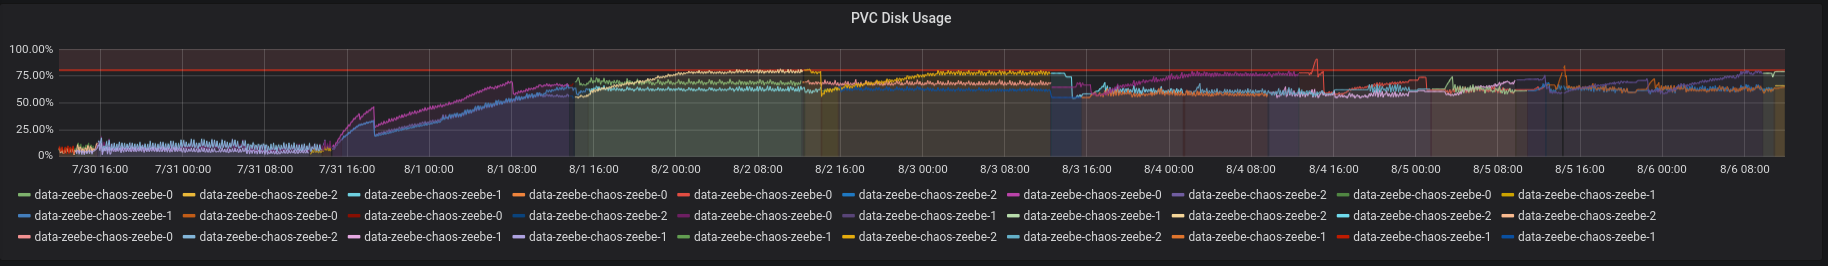 PVC Disk Usage
100.00%
75.00%
50.00%
25.00%
0%
7/30 16:00 7/31 00:00 7/31 08:00 7/31 16:00 8/1 00:00 8/1 08:00 8/1 16:00 8/2 00:00 8/2 08:00 8/2 16:00 8/3 00:00 8/3 08:00 8/3 16:00 8/4 00:00 8/4 08:00 8/4 16:00 8/5 00:00 8/5 08:00 8/5 16:00 8/6 00:00 8/6 08:00
data-zeebe-chaos-zeebe-0 data-zeebe-chaos-zeebe-2 data-zeebe-chaos-zeebe-1 data-zeebe-chaos-zeebe-0 data-zeebe-chaos-zeebe-0 data-zeebe-chaos-zeebe-2 data-zeebe-chaos-zeebe-0 data-zeebe-chaos-zeebe-2 data-zeebe-chaos-zeebe-0 data-zeebe-chaos-zeebe-1
data-zeebe-chaos-zeebe-1 data-zeebe-chaos-zeebe-0 data-zeebe-chaos-zeebe-0 data-zeebe-chaos-zeebe-2 data-zeebe-chaos-zeebe-0 data-zeebe-chaos-zeebe-1 data-zeebe-chaos-zeebe-1 data-zeebe-chaos-zeebe-2 data-zeebe-chaos-zeebe-2 data-zeebe-chaos-zeebe-2
data-zeebe-chaos-zeebe-0 data-zeebe-chaos-zeebe-2 data-zeebe-chaos-zeebe-1 data-zeebe-chaos-zeebe-1 data-zeebe-chaos-zeebe-1 data-zeebe-chaos-zeebe-2 data-zeebe-chaos-zeebe-2 data-zeebe-chaos-zeebe-1 data-zeebe-chaos-zeebe-1 data-zeebe-chaos-zeebe-1